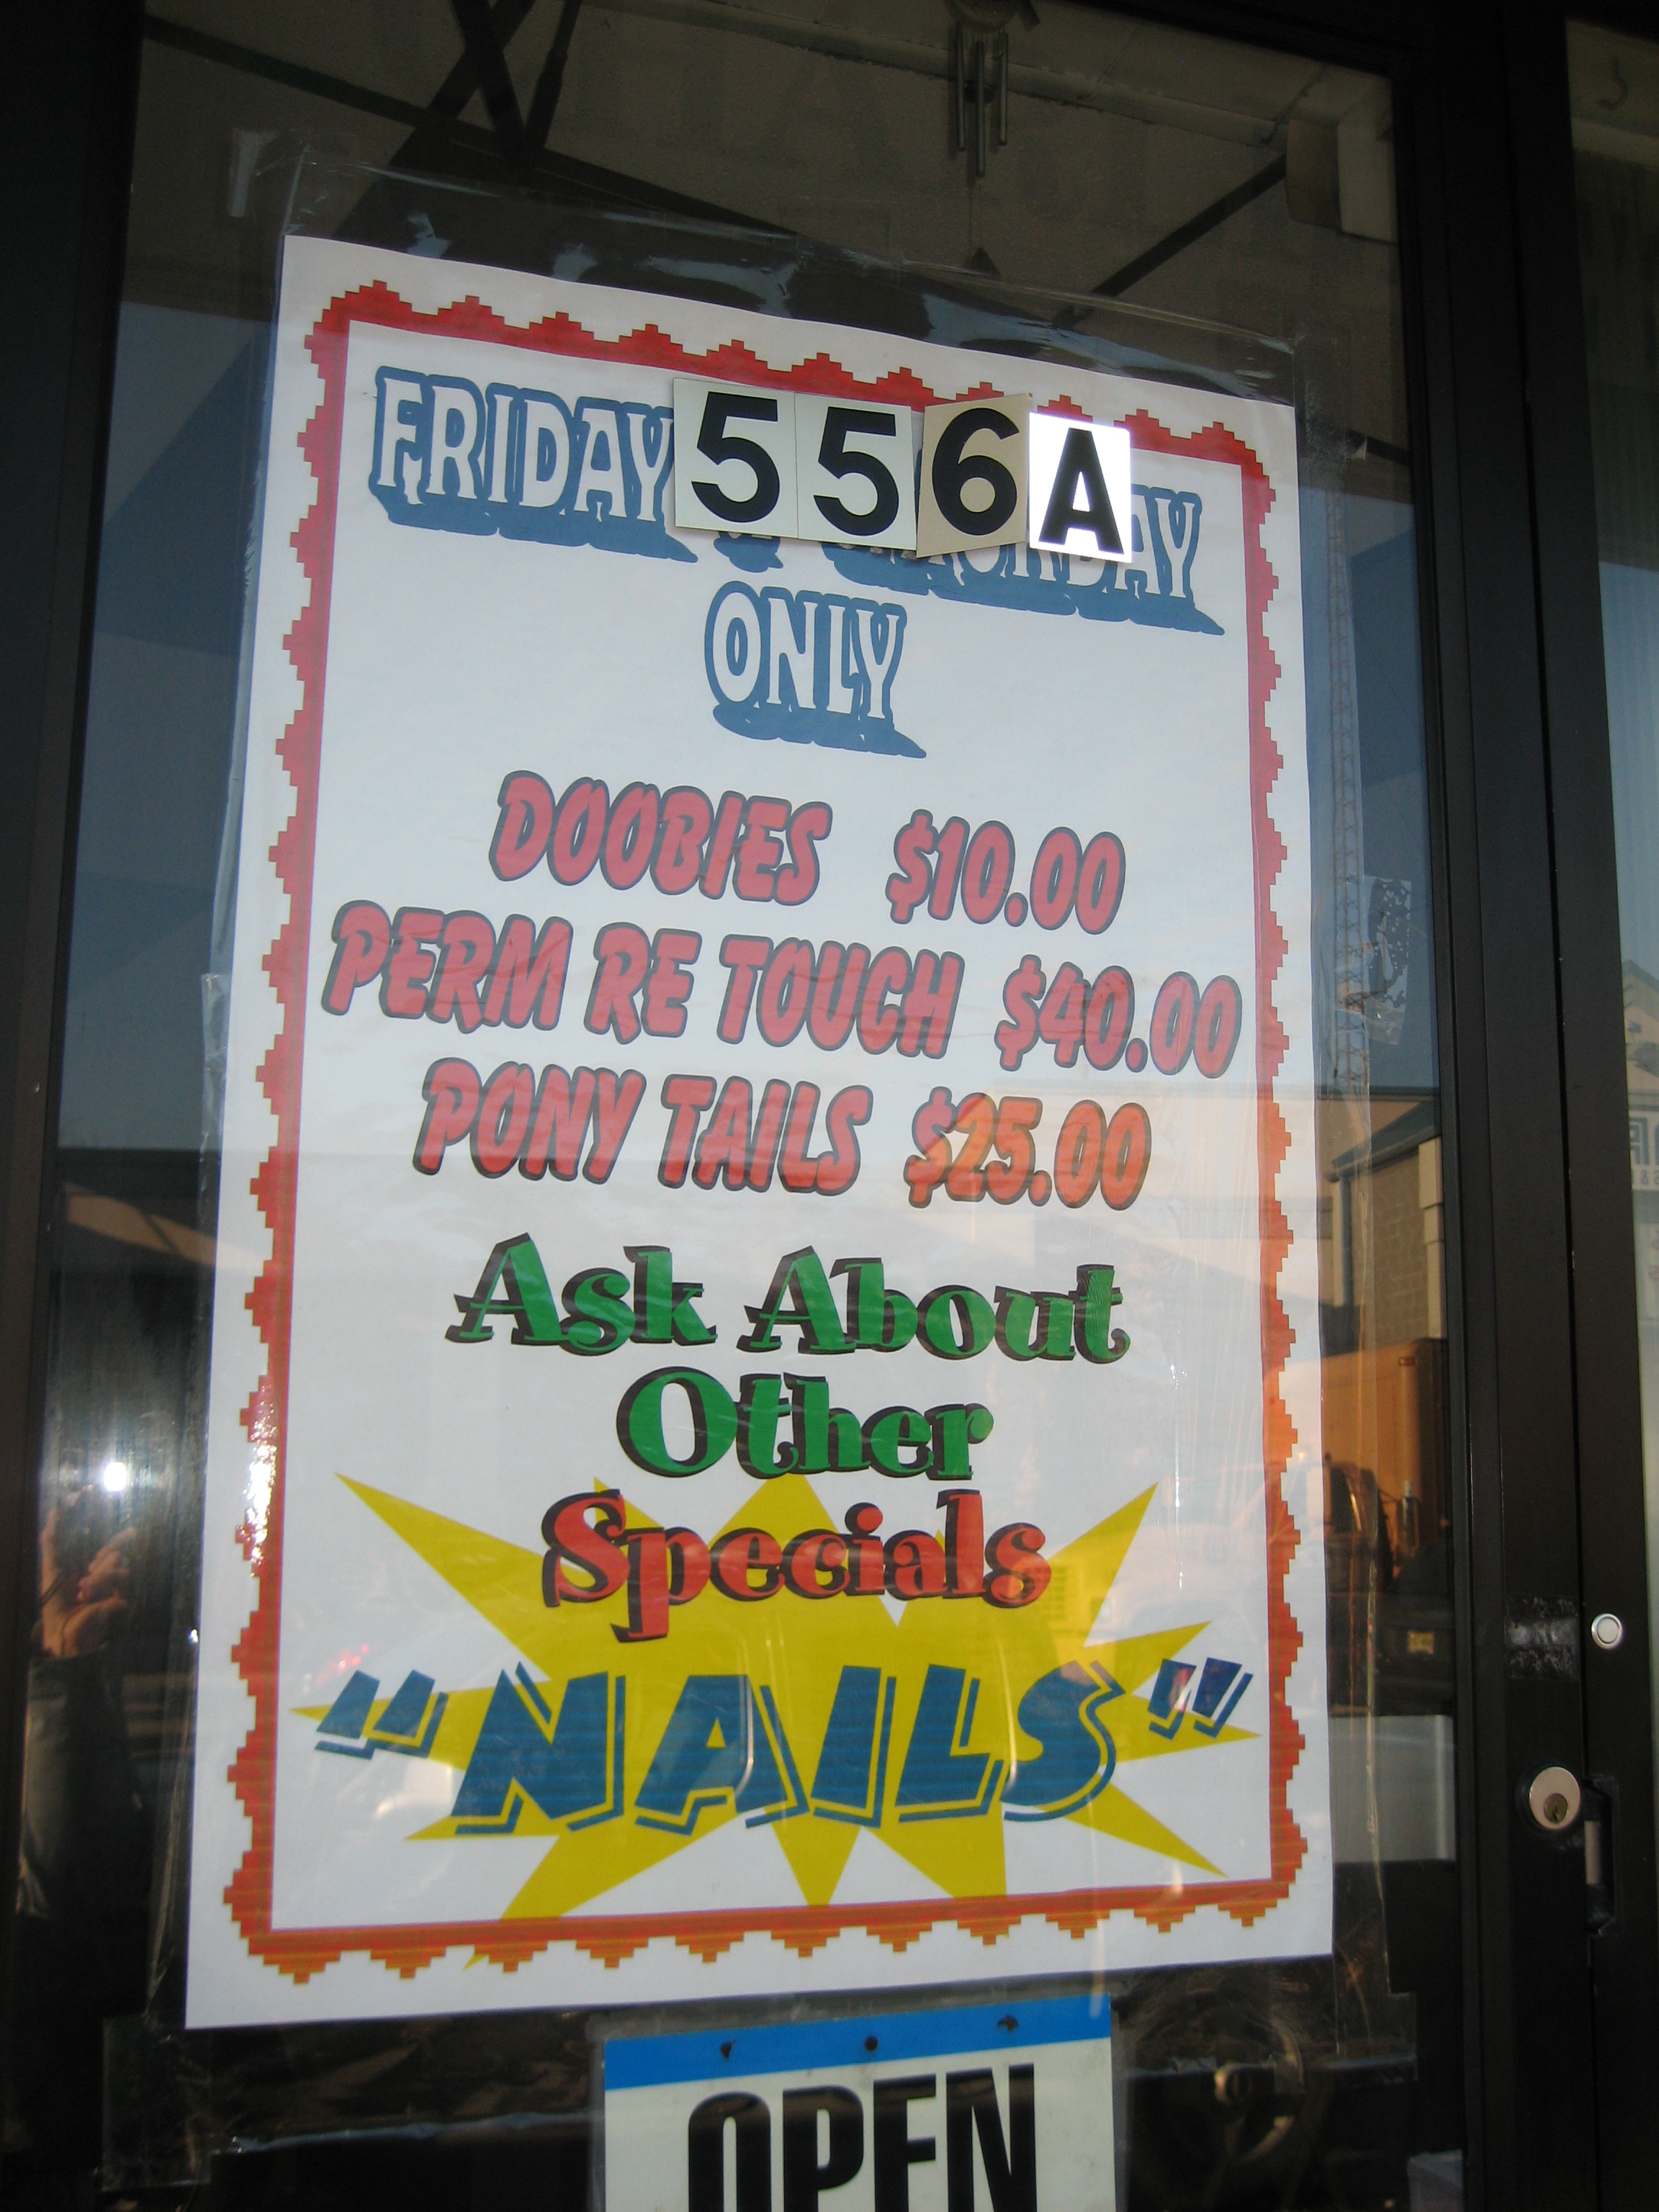 FRIDAY & SATURDAY
556A
ONLY
DOOBIES $10.00
PERM RE TOUCH $40.00
PONY TAILS $25.00
Ask About
Other
Specials
"NAILS"
OPEN